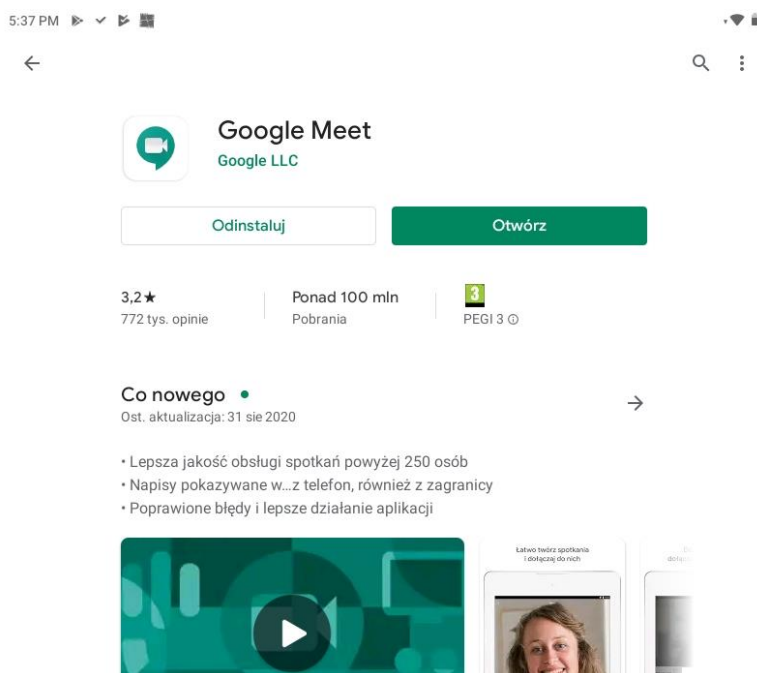 5:37 PM
Google Meet
Google LLC
Odinstaluj
Otwórz
3,2★
772 tys. opinie
Ponad 100 mln
Pobrania
3
PEGI 3
Co nowego
Ost. aktualizacja: 31 sie 2020
• Lepsza jakość obsługi spotkań powyżej 250 osób
• Napisy pokazywane w...z telefon, również z zagranicy
• Poprawione błędy i lepsze działanie aplikacji
Łatwo twórz spotkania
i dołączaj do nich